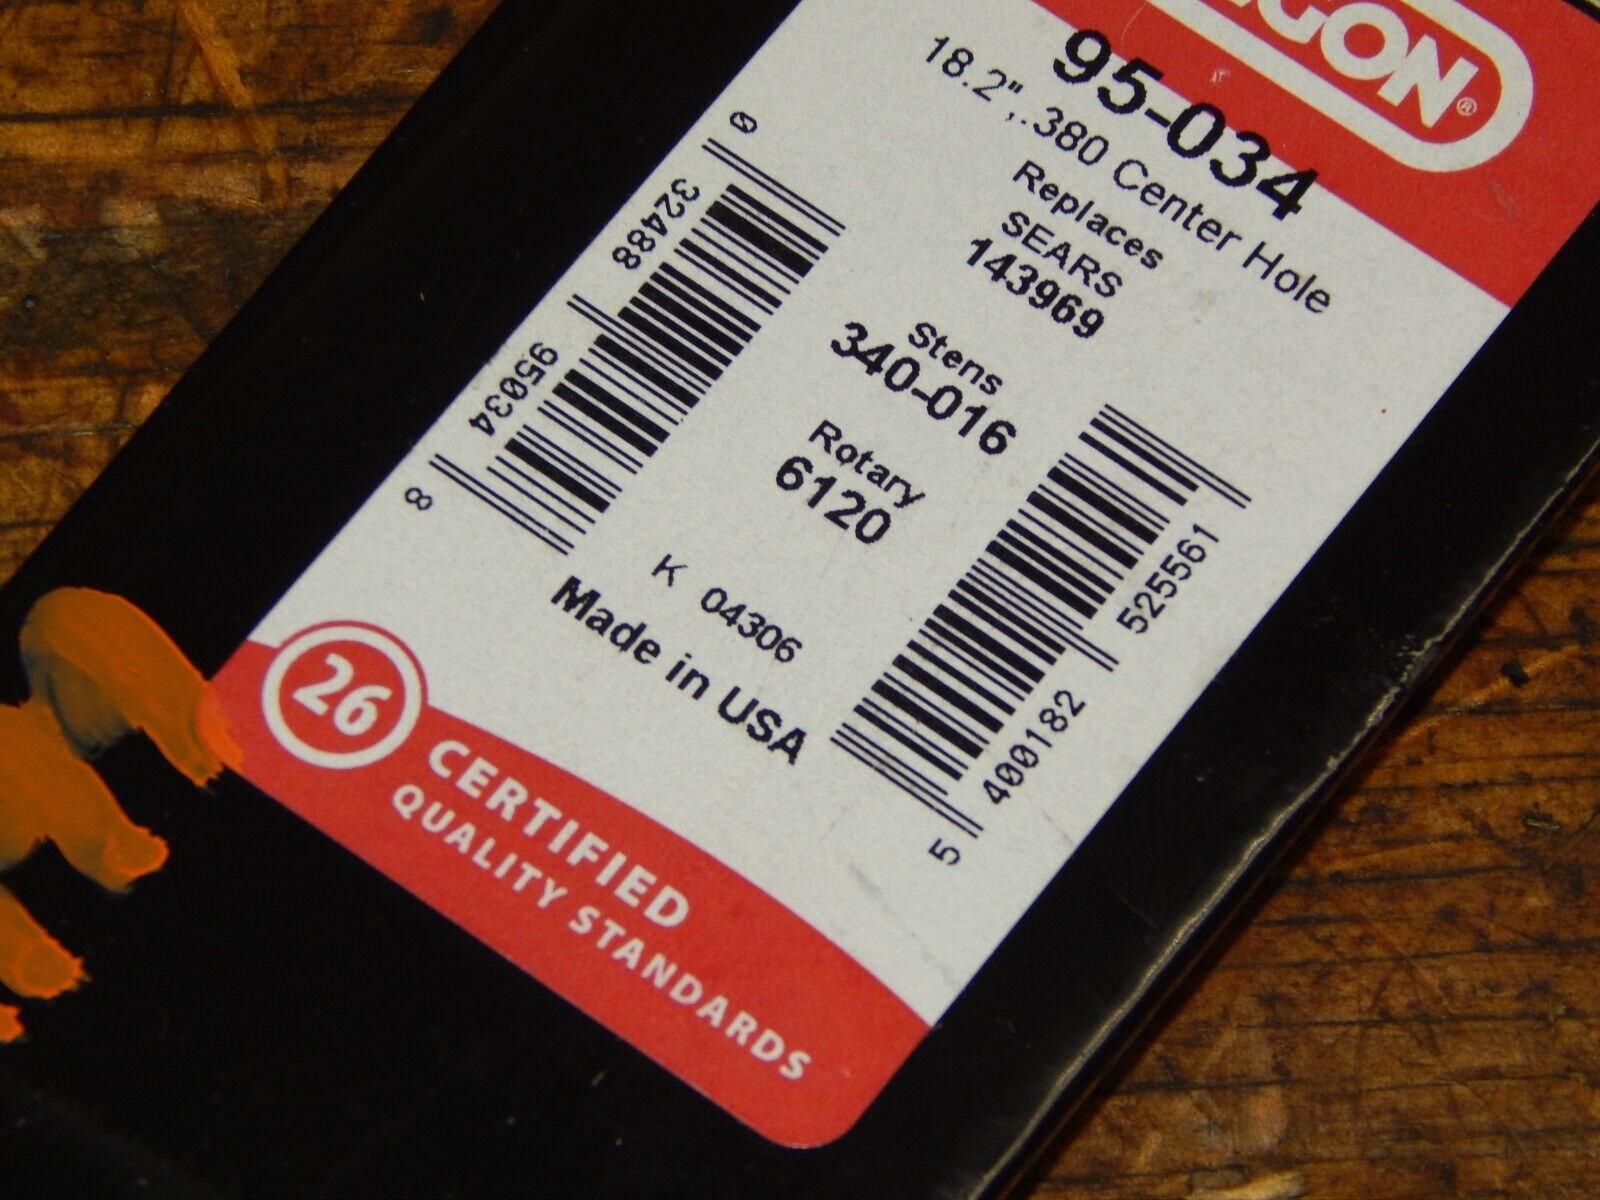 EGON®
95-034
18.2", .380 Center Hole
Replaces
SEARS
143969
Stens
340-016
Rotary
6120
K 04306
Made in USA
0 32488 95034 8
5 400182 525561
26 CERTIFIED
QUALITY STANDARDS